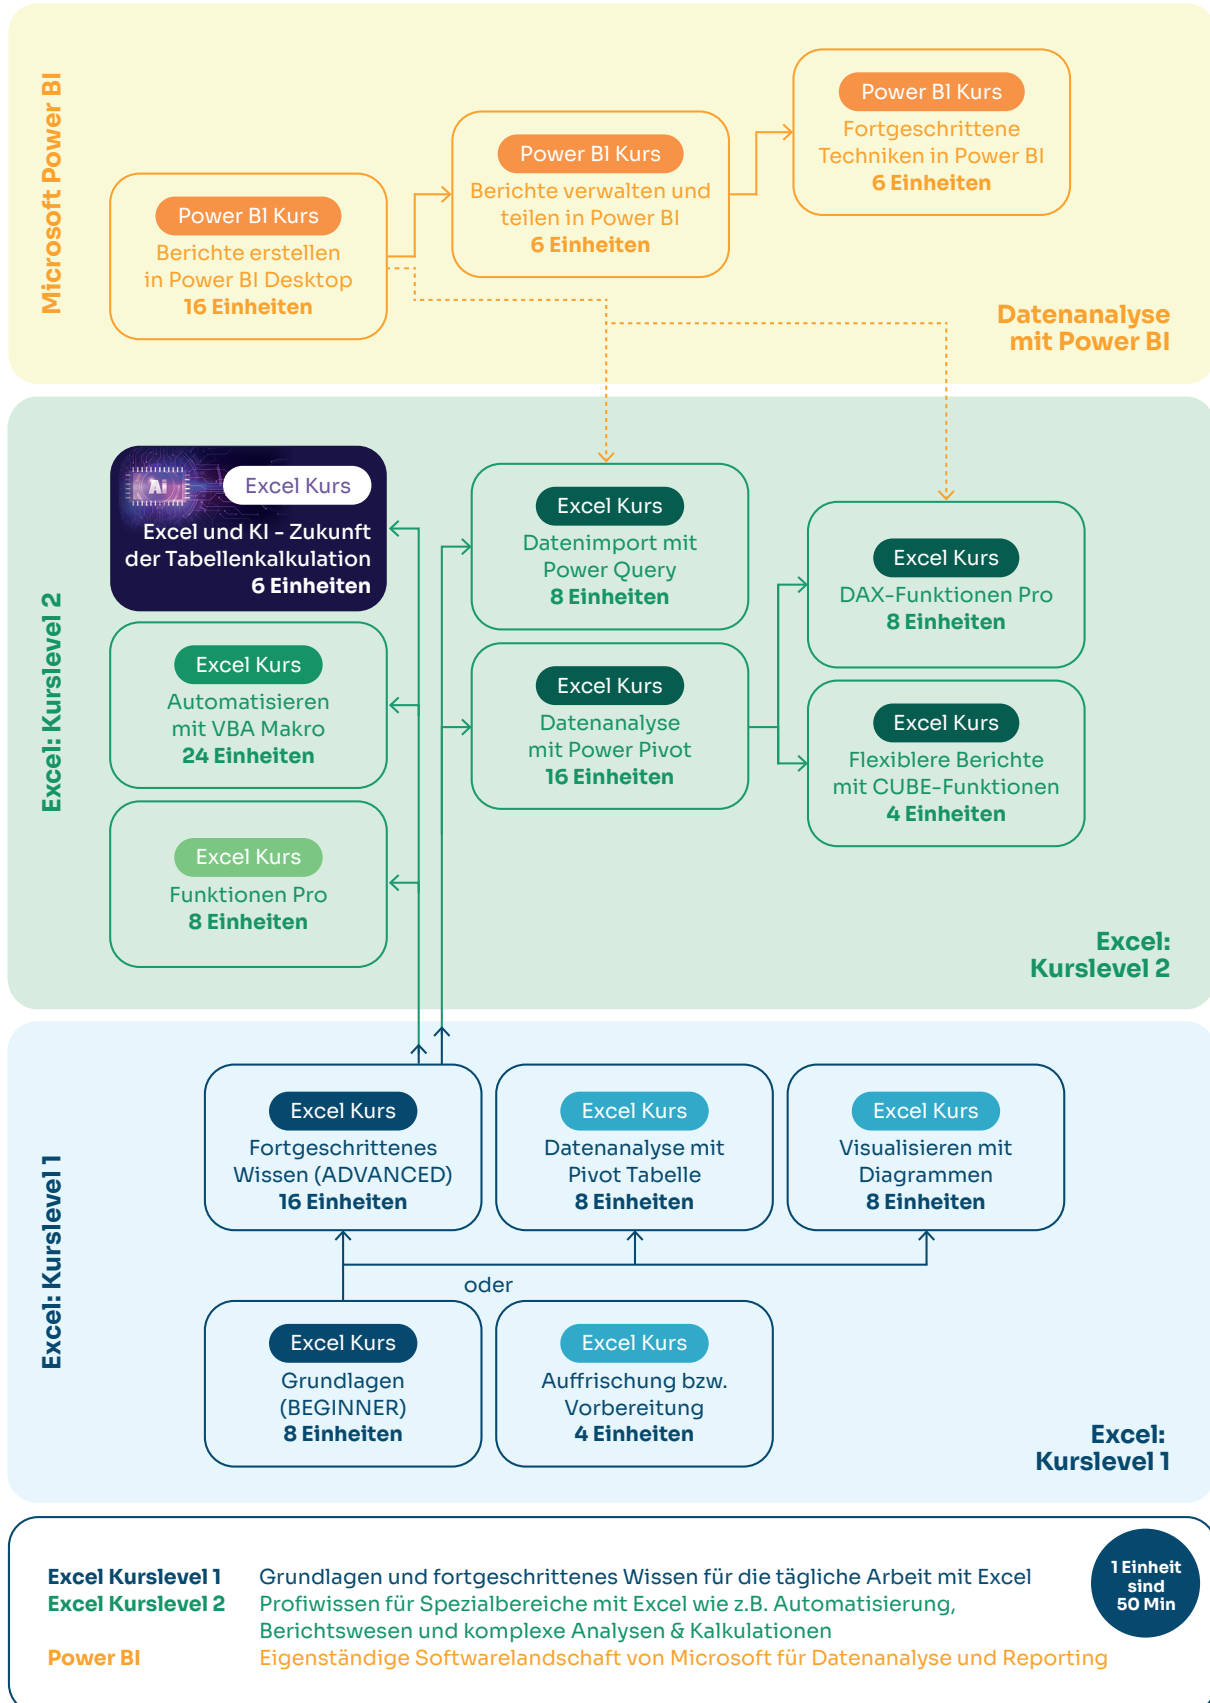 Microsoft Power BI
Power BI Kurs
Berichte erstellen
in Power BI Desktop
16 Einheiten
Power BI Kurs
Berichte verwalten und
teilen in Power BI
6 Einheiten
Power BI Kurs
Fortgeschrittene
Techniken in Power BI
6 Einheiten
Datenanalyse
mit Power BI
Excel: Kurslevel 2
Ai
Excel Kurs
Excel und KI - Zukunft
der Tabellenkalkulation
6 Einheiten
Excel Kurs
Automatisieren
mit VBA Makro
24 Einheiten
Excel Kurs
Funktionen Pro
8 Einheiten
Excel Kurs
Datenimport mit
Power Query
8 Einheiten
Excel Kurs
Datenanalyse
mit Power Pivot
16 Einheiten
Excel Kurs
DAX-Funktionen Pro
8 Einheiten
Excel Kurs
Flexiblere Berichte
mit CUBE-Funktionen
4 Einheiten
Excel:
Kurslevel 2
Excel: Kurslevel 1
Excel Kurs
Fortgeschrittenes
Wissen (ADVANCED)
16 Einheiten
Excel Kurs
Datenanalyse mit
Pivot Tabelle
8 Einheiten
Excel Kurs
Visualisieren mit
Diagrammen
8 Einheiten
oder
Excel Kurs
Grundlagen
(BEGINNER)
8 Einheiten
Excel Kurs
Auffrischung bzw.
Vorbereitung
4 Einheiten
Excel:
Kurslevel 1
Excel Kurslevel 1 Grundlagen und fortgeschrittenes Wissen für die tägliche Arbeit mit Excel
Excel Kurslevel 2 Profiwissen für Spezialbereiche mit Excel wie z.B. Automatisierung,
Berichtswesen und komplexe Analysen & Kalkulationen
Power BI Eigenständige Softwarelandschaft von Microsoft für Datenanalyse und Reporting
1 Einheit
sind
50 Min